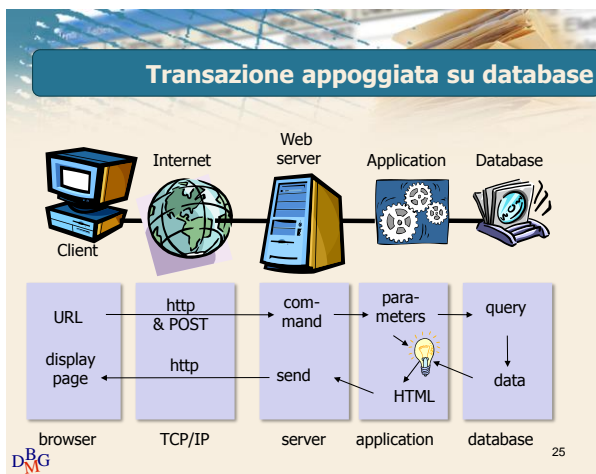 Transazione appoggiata su database
Web
server
Internet
Application
Database
Client
URL
http
& POST
com-
mand
para-
meters
query
display
page
http
send
HTML
data
browser
TCP/IP
server
application
database
DBMG
25